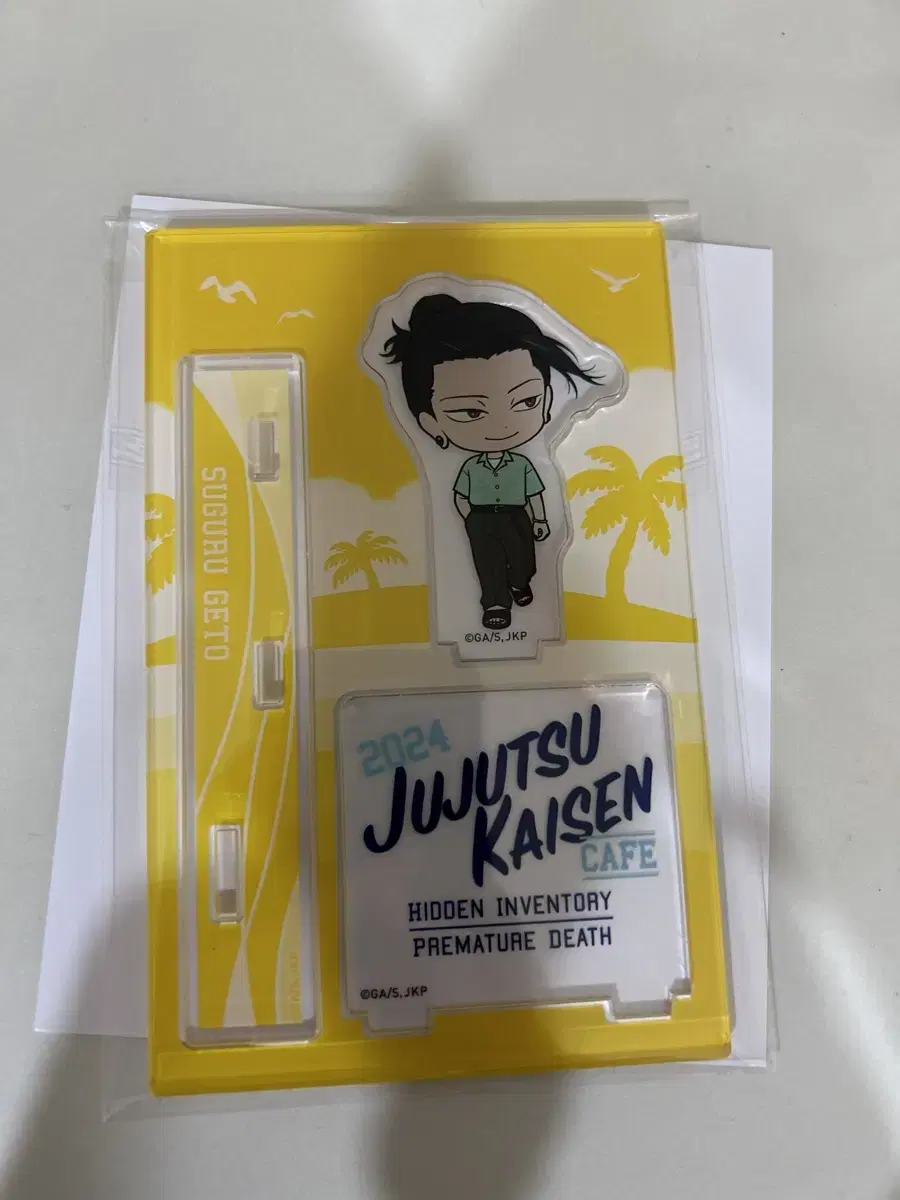 SUGURU GETO
©GA/S,JKP
2024
JUJUTSU
KAISEN
CAFE
HIDDEN INVENTORY
PREMATURE DEATH
©GA/S,JKP